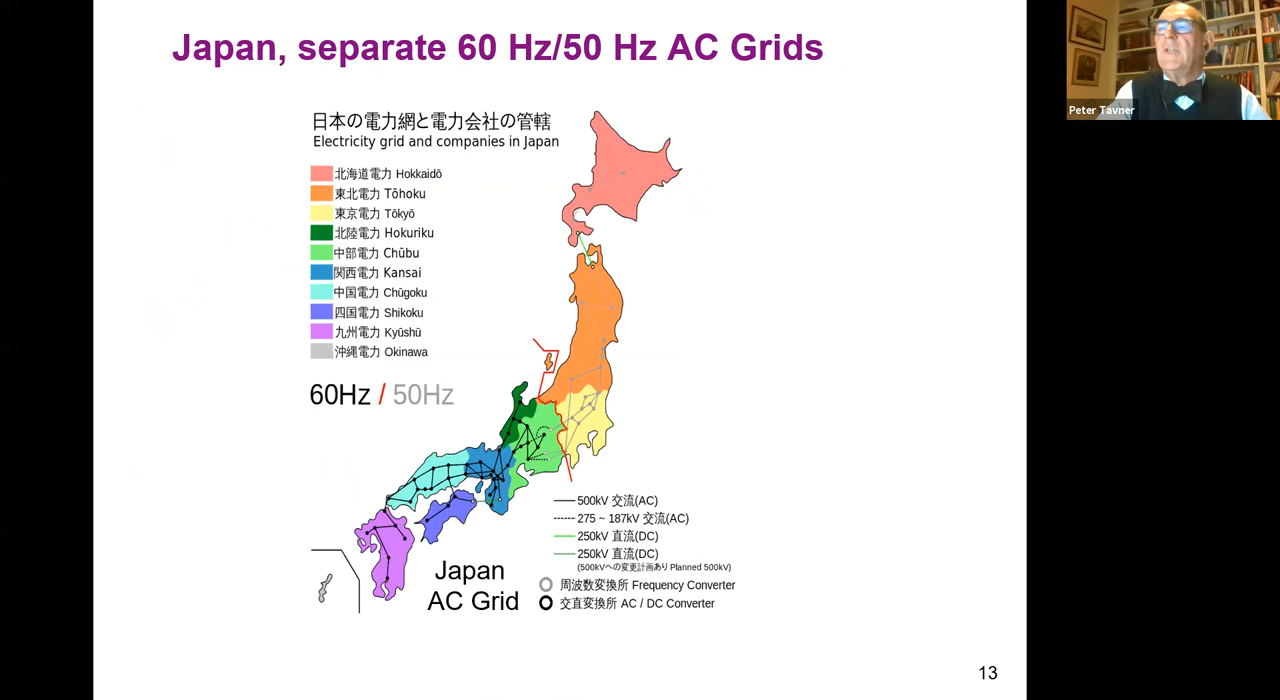 Japan, separate 60 Hz/50 Hz AC Grids
Peter Tavner
日本の電力網と電力会社の管轄
Electricity grid and companies in Japan
北海道電力 Hokkaidō
東北電力 Tōhoku
東京電力 Tōkyō
北陸電力 Hokuriku
中部電力 Chūbu
関西電力 Kansai
中国電力 Chūgoku
四国電力 Shikoku
九州電力 Kyūshū
沖縄電力 Okinawa
60Hz / 50Hz
500kV 交流(AC)
275 ~ 187kV 交流(AC)
250kV 直流(DC)
250kV 直流(DC)
(500kVへの変更計画あり Planned 500kV)
周波数変換所 Frequency Converter
交直変換所 AC / DC Converter
Japan
AC Grid
13